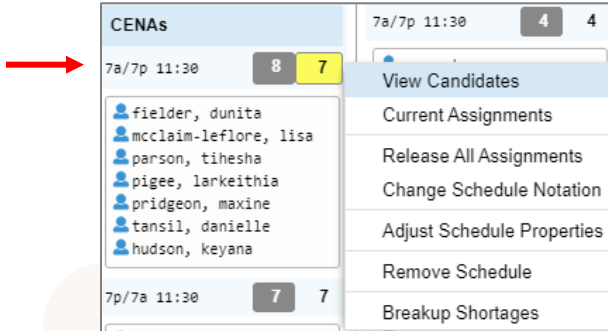 CENAs
7a/7p 11:30 8 7
fielder, dunita
mcclaim-leflore, lisa
parson, tihesha
pigee, larkeithia
pridgeon, maxine
tansil, danielle
hudson, keyana
7p/7a 11:30 7 7
7a/7p 11:30 4 4
View Candidates
Current Assignments
Release All Assignments
Change Schedule Notation
Adjust Schedule Properties
Remove Schedule
Breakup Shortages